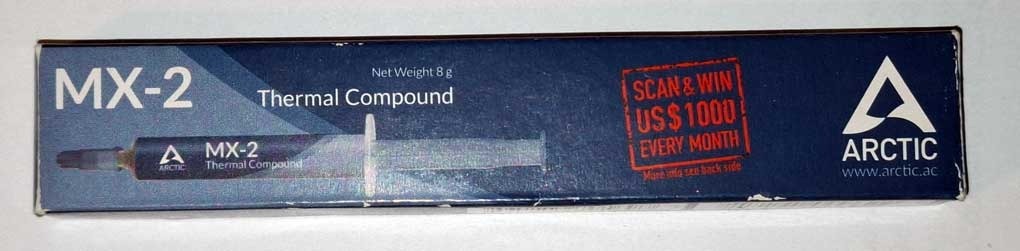 MX-2
Net Weight 8 g
Thermal Compound
ARCTIC
MX-2
Thermal Compound
SCAN & WIN
US$ 1000
EVERY MONTH
More info see back side
ARCTIC
www.arctic.ac